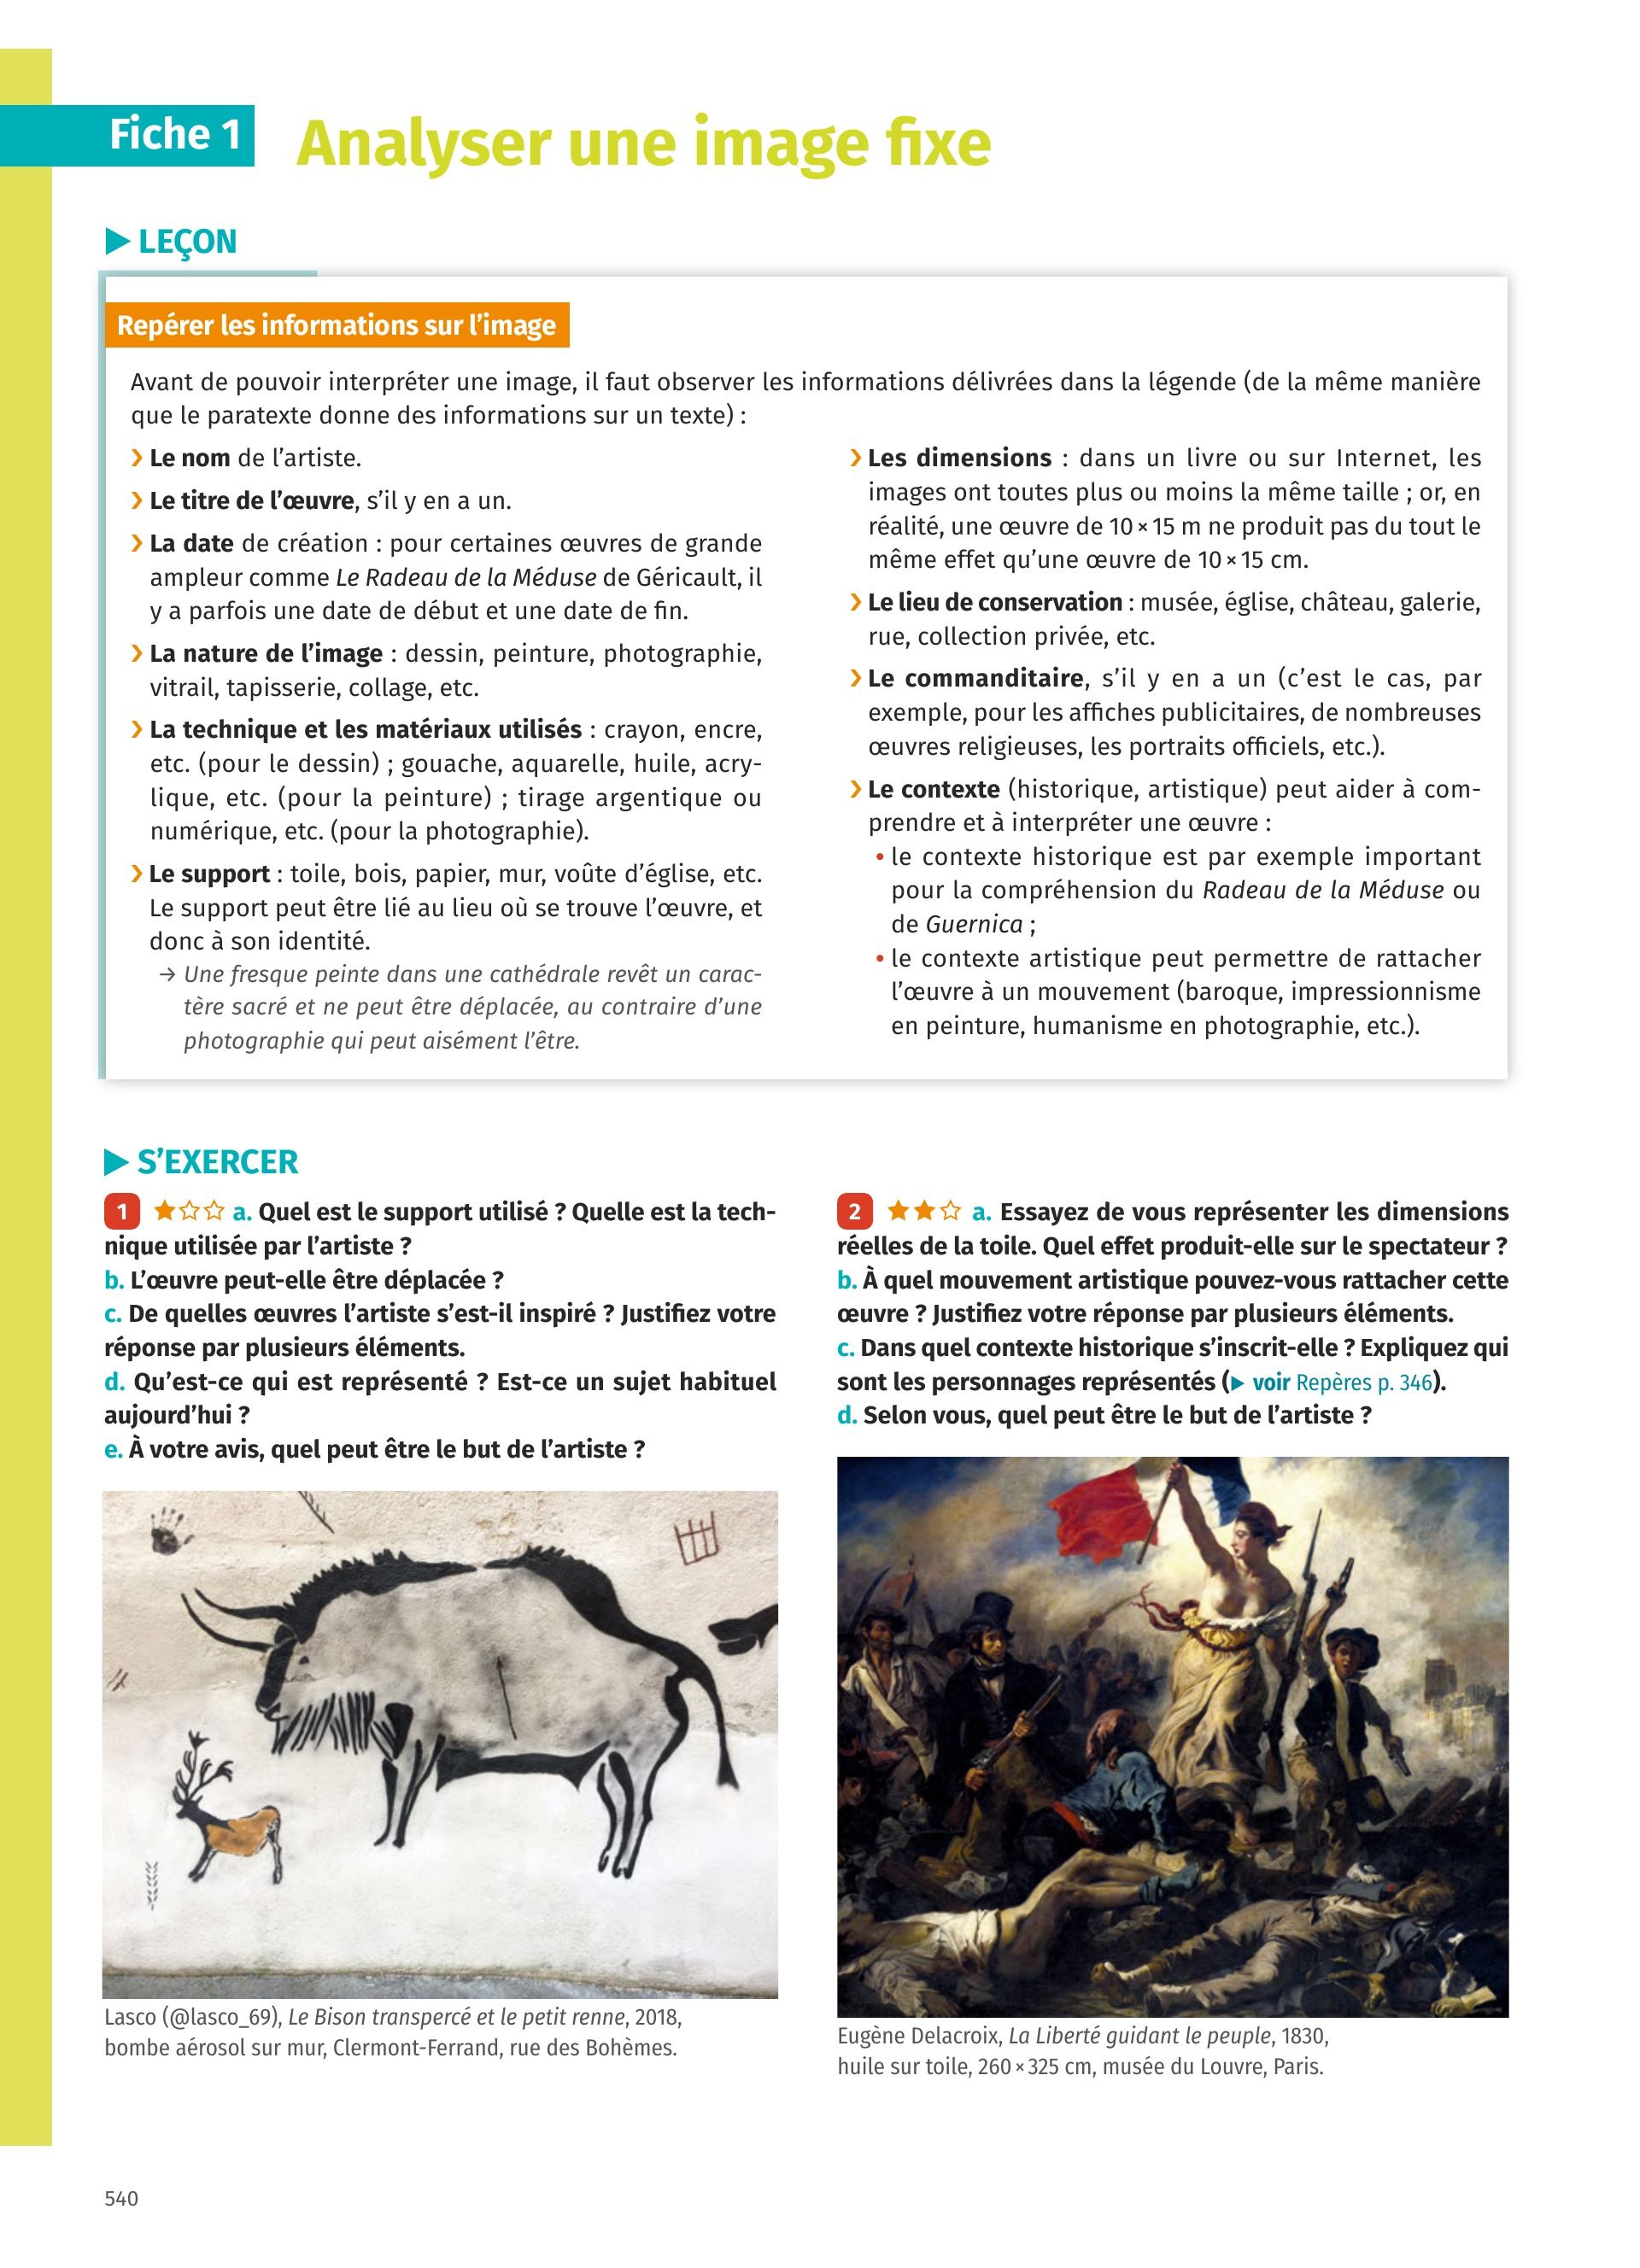 Fiche 1
Analyser une image fixe
▶ LEÇON
Repérer les informations sur l’image
Avant de pouvoir interpréter une image, il faut observer les informations délivrées dans la légende (de la même manière
que le paratexte donne des informations sur un texte) :
❯ Le nom de l’artiste.
❯ Le titre de l’œuvre, s’il y en a un.
❯ La date de création : pour certaines œuvres de grande
ampleur comme Le Radeau de la Méduse de Géricault, il
y a parfois une date de début et une date de fin.
❯ La nature de l’image : dessin, peinture, photographie,
vitrail, tapisserie, collage, etc.
❯ La technique et les matériaux utilisés : crayon, encre,
etc. (pour le dessin) ; gouache, aquarelle, huile, acry-
lique, etc. (pour la peinture) ; tirage argentique ou
numérique, etc. (pour la photographie).
❯ Le support : toile, bois, papier, mur, voûte d’église, etc.
Le support peut être lié au lieu où se trouve l’œuvre, et
donc à son identité.
→ Une fresque peinte dans une cathédrale revêt un carac-
tère sacré et ne peut être déplacée, au contraire d’une
photographie qui peut aisément l’être.
❯ Les dimensions : dans un livre ou sur Internet, les
images ont toutes plus ou moins la même taille ; or, en
réalité, une œuvre de 10 × 15 m ne produit pas du tout le
même effet qu’une œuvre de 10 × 15 cm.
❯ Le lieu de conservation : musée, église, château, galerie,
rue, collection privée, etc.
❯ Le commanditaire, s’il y en a un (c’est le cas, par
exemple, pour les affiches publicitaires, de nombreuses
œuvres religieuses, les portraits officiels, etc.).
❯ Le contexte (historique, artistique) peut aider à com-
prendre et à interpréter une œuvre :
• le contexte historique est par exemple important
pour la compréhension du Radeau de la Méduse ou
de Guernica ;
• le contexte artistique peut permettre de rattacher
l’œuvre à un mouvement (baroque, impressionnisme
en peinture, humanisme en photographie, etc.).
▶ S’EXERCER
1 ★☆☆ a. Quel est le support utilisé ? Quelle est la tech-
nique utilisée par l’artiste ?
b. L’œuvre peut-elle être déplacée ?
c. De quelles œuvres l’artiste s’est-il inspiré ? Justifiez votre
réponse par plusieurs éléments.
d. Qu’est-ce qui est représenté ? Est-ce un sujet habituel
aujourd’hui ?
e. À votre avis, quel peut être le but de l’artiste ?
Lasco (@lasco_69), Le Bison transpercé et le petit renne, 2018,
bombe aérosol sur mur, Clermont-Ferrand, rue des Bohèmes.
2 ★★☆ a. Essayez de vous représenter les dimensions
réelles de la toile. Quel effet produit-elle sur le spectateur ?
b. À quel mouvement artistique pouvez-vous rattacher cette
œuvre ? Justifiez votre réponse par plusieurs éléments.
c. Dans quel contexte historique s’inscrit-elle ? Expliquez qui
sont les personnages représentés (▶ voir Repères p. 346).
d. Selon vous, quel peut être le but de l’artiste ?
Eugène Delacroix, La Liberté guidant le peuple, 1830,
huile sur toile, 260 × 325 cm, musée du Louvre, Paris.
540